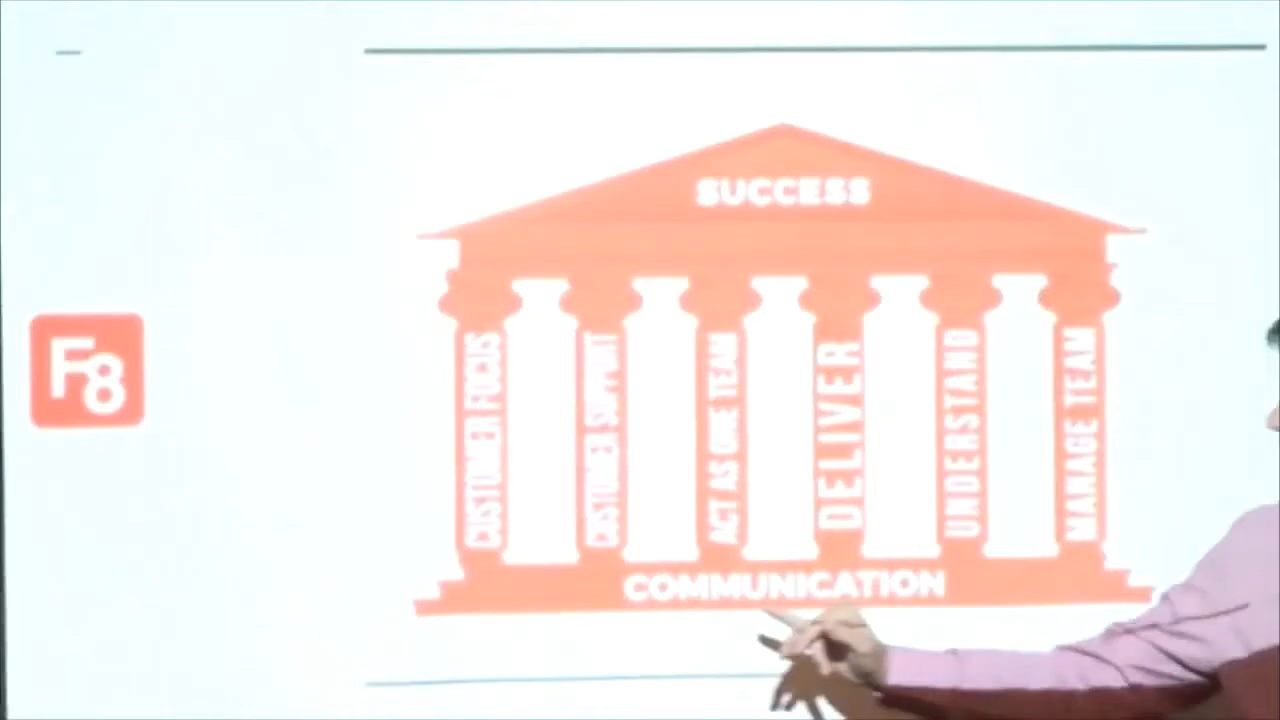 F8
SUCCESS
CUSTOMER FOCUS
CUSTOMER SUPPORT
ACT AS ONE TEAM
DELIVER
UNDERSTAND
MANAGE TEAM
COMMUNICATION